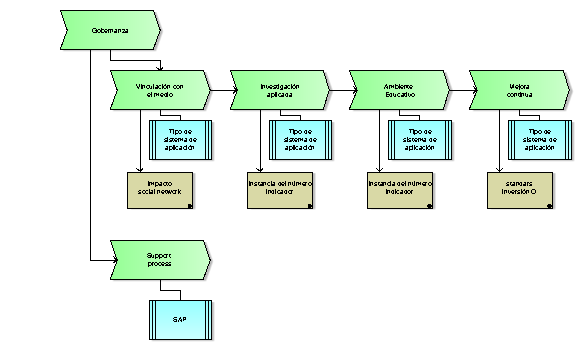 Gobernanza
Vinculación con
el medio
Investigación
aplicada
Ambiente
Educativo
Mejora
continua
Tipo de
sistema de
aplicación
Tipo de
sistema de
aplicación
Tipo de
sistema de
aplicación
Tipo de
sistema de
aplicación
Impacto
social network
Instancia del número
indicador
Instancia del número
indicador
standars
inversión O
Support
process
SAP